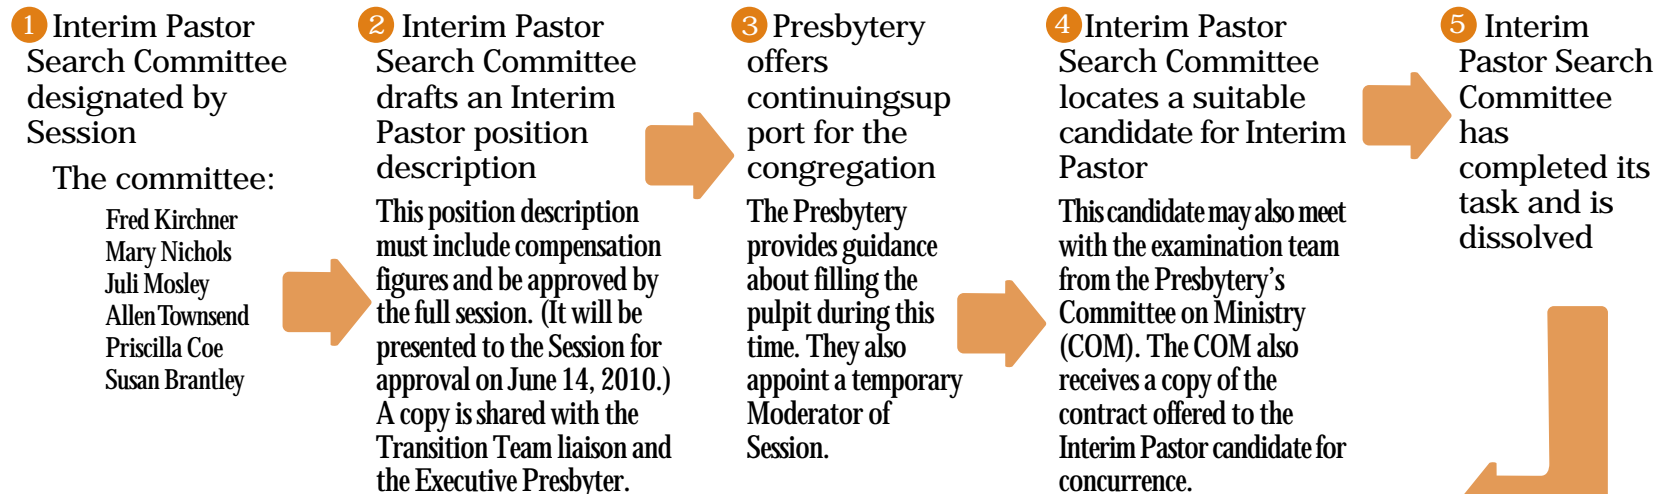 1 Interim Pastor
Search Committee
designated by
Session
The committee:
Fred Kirchner
Mary Nichols
Juli Mosley
Allen Townsend
Priscilla Coe
Susan Brantley
2 Interim Pastor
Search Committee
drafts an Interim
Pastor position
description
This position description
must include compensation
figures and be approved by
the full session. (It will be
presented to the Session for
approval on June 14, 2010.)
A copy is shared with the
Transition Team liaison and
the Executive Presbyter.
3 Presbytery
offers
continuingsup
port for the
congregation
The Presbytery
provides guidance
about filling the
pulpit during this
time. They also
appoint a temporary
Moderator of
Session.
4 Interim Pastor
Search Committee
locates a suitable
candidate for Interim
Pastor
This candidate may also meet
with the examination team
from the Presbytery's
Committee on Ministry
(COM). The COM also
receives a copy of the
contract offered to the
Interim Pastor candidate for
concurrence.
5 Interim
Pastor Search
Committee
has
completed its
task and is
dissolved